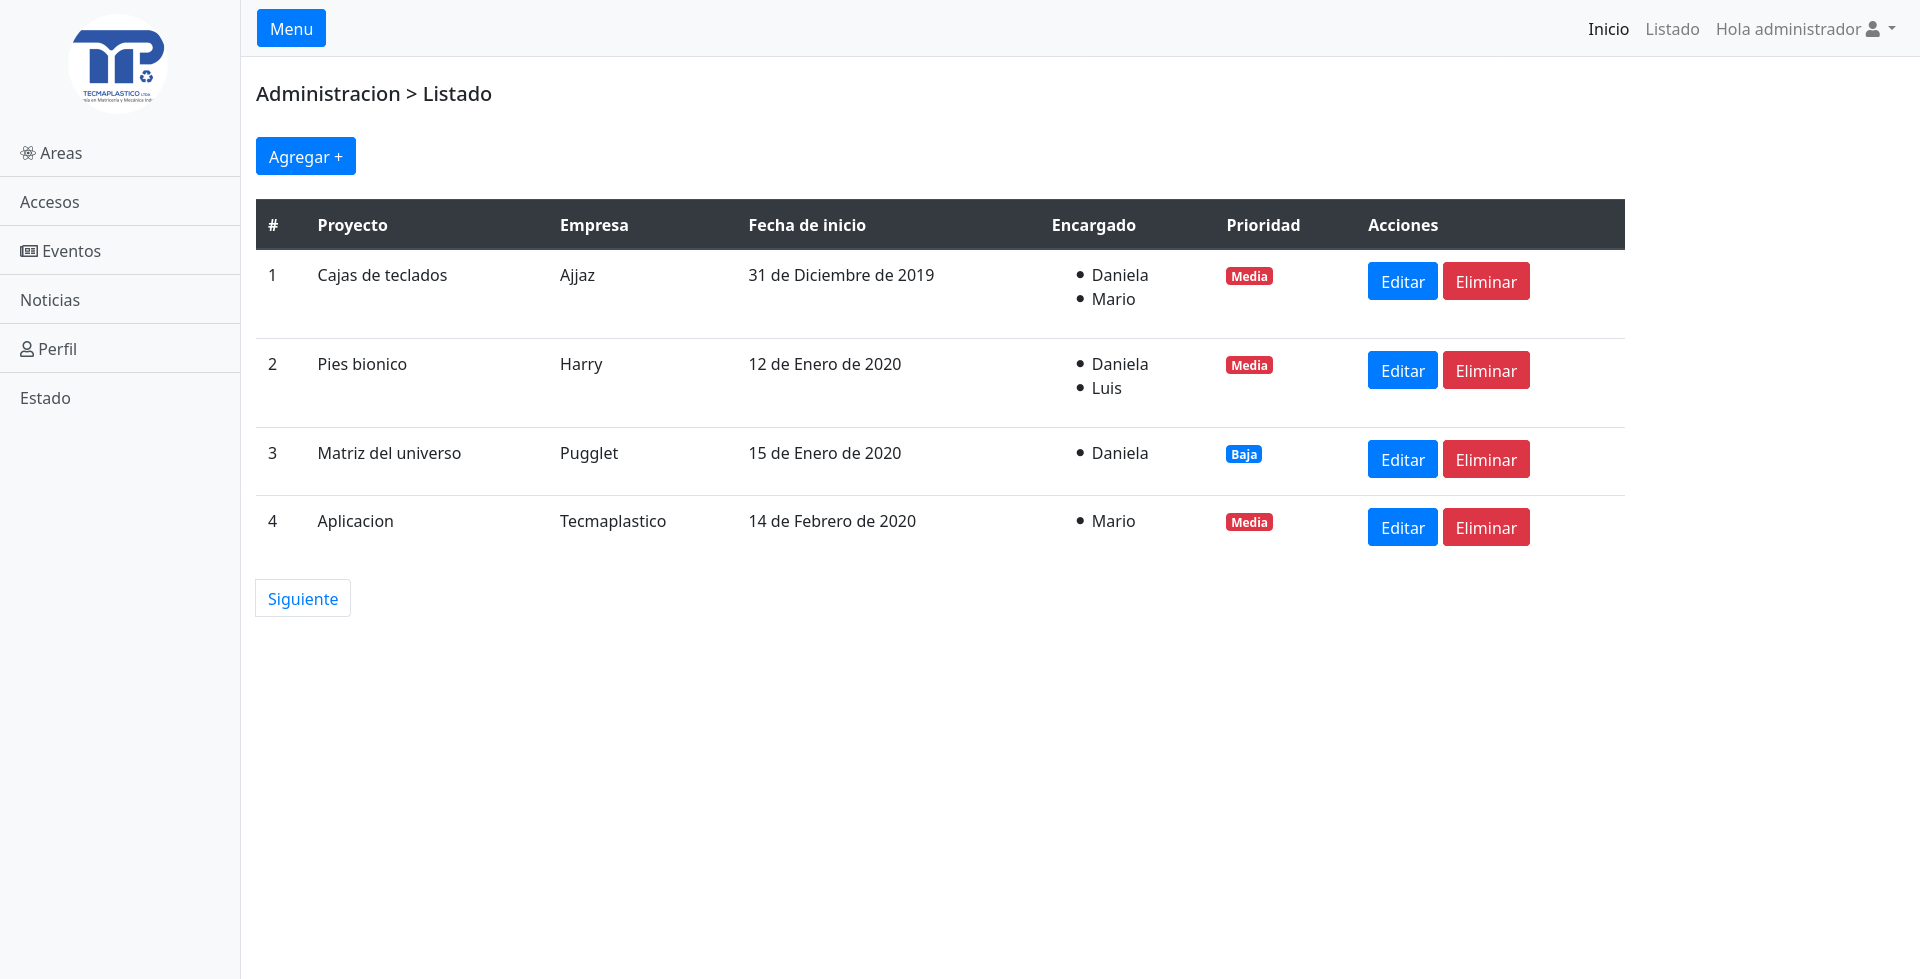 TECMAPLASTICO LTDA
Areas
Accesos
Eventos
Noticias
Perfil
Estado
Menu
Inicio Listado Hola administrador
Administracion > Listado
Agregar +
# Proyecto Empresa Fecha de inicio Encargado Prioridad Acciones
1 Cajas de teclados Ajjaz 31 de Diciembre de 2019 • Daniela Media Editar Eliminar
• Mario
2 Pies bionico Harry 12 de Enero de 2020 • Daniela Media Editar Eliminar
• Luis
3 Matriz del universo Pugglet 15 de Enero de 2020 • Daniela Baja Editar Eliminar
4 Aplicacion Tecmaplastico 14 de Febrero de 2020 • Mario Media Editar Eliminar
Siguiente